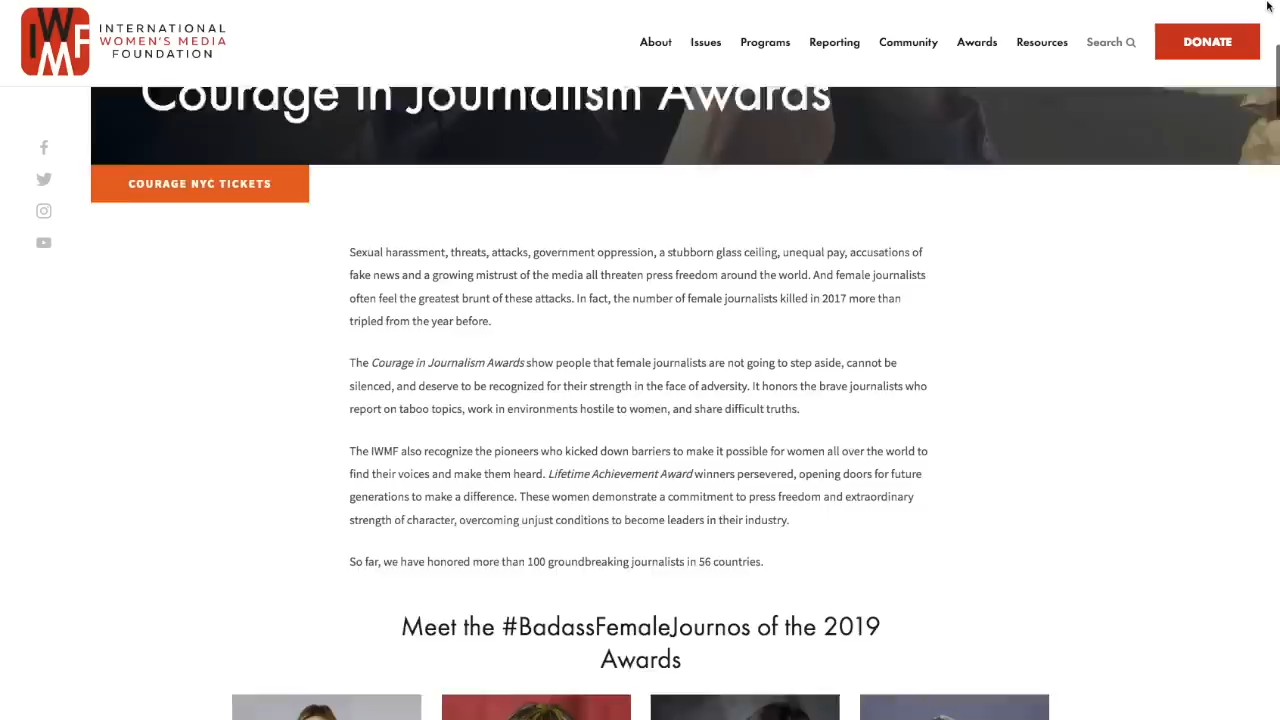 IWMF
INTERNATIONAL
WOMEN'S MEDIA
FOUNDATION
About Issues Programs Reporting Community Awards Resources Search DONATE
Courage in Journalism Awards
COURAGE NYC TICKETS
Sexual harassment, threats, attacks, government oppression, a stubborn glass ceiling, unequal pay, accusations of
fake news and a growing mistrust of the media all threaten press freedom around the world. And female journalists
often feel the greatest brunt of these attacks. In fact, the number of female journalists killed in 2017 more than
tripled from the year before.
The Courage in Journalism Awards show people that female journalists are not going to step aside, cannot be
silenced, and deserve to be recognized for their strength in the face of adversity. It honors the brave journalists who
report on taboo topics, work in environments hostile to women, and share difficult truths.
The IWMF also recognize the pioneers who kicked down barriers to make it possible for women all over the world to
find their voices and make them heard. Lifetime Achievement Award winners persevered, opening doors for future
generations to make a difference. These women demonstrate a commitment to press freedom and extraordinary
strength of character, overcoming unjust conditions to become leaders in their industry.
So far, we have honored more than 100 groundbreaking journalists in 56 countries.
Meet the #BadassFemaleJournos of the 2019
Awards